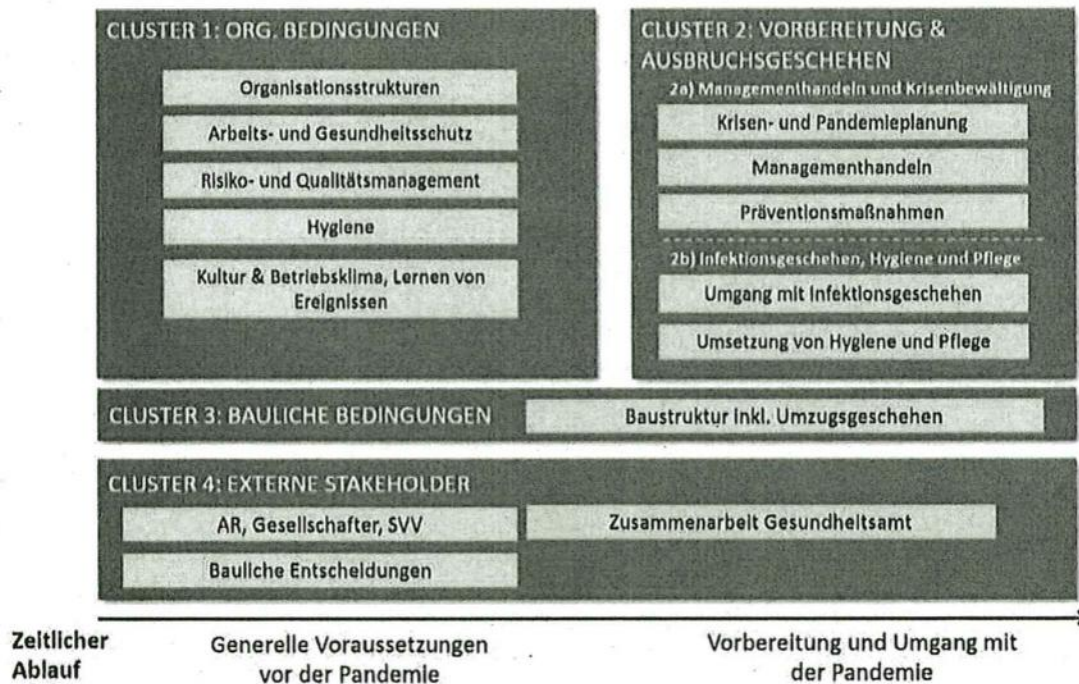 CLUSTER 1: ORG. BEDINGUNGEN
Organisationsstrukturen
Arbeits- und Gesundheitsschutz
Risiko- und Qualitätsmanagement
Hygiene
Kultur & Betriebsklima, Lernen von
Ereignissen
CLUSTER 2: VORBEREITUNG &
AUSBRUCHSGESCHEHEN
2a) Managementhandeln und Krisenbewältigung
Krisen- und Pandemieplanung
Managementhandeln
Präventionsmaßnahmen
2b) Infektionsgeschehen, Hygiene und Pflege
Umgang mit Infektionsgeschehen
Umsetzung von Hygiene und Pflege
CLUSTER 3: BAULICHE BEDINGUNGEN
Baustruktur inkl. Umzugsgeschehen
CLUSTER 4: EXTERNE STAKEHOLDER
AR, Gesellschafter, SVV
Zusammenarbeit Gesundheitsamt
Bauliche Entscheidungen
Zeitlicher
Ablauf
Generelle Voraussetzungen
vor der Pandemie
Vorbereitung und Umgang mit
der Pandemie